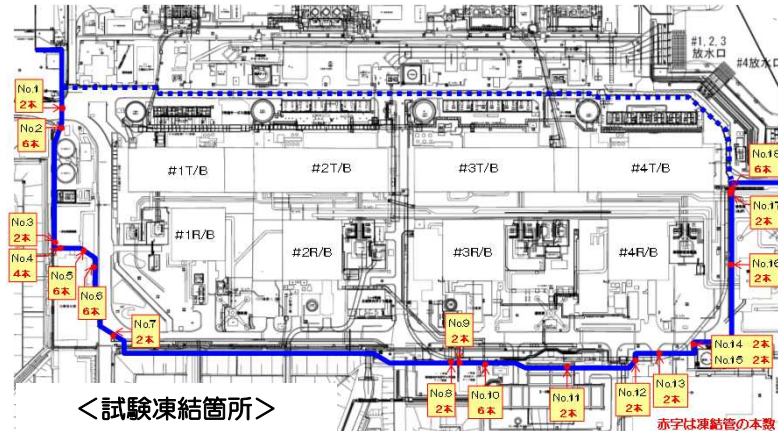 #1, 2, 3
放水口
#4放水口
No.1
2本
No.2
6本
#1T/B
#2T/B
#3T/B
#4T/B
No.18
6本
No.17
2本
No.3
2本
No.4
4本
#1R/B
#2R/B
#3R/B
#4R/B
No.16
2本
No.5
6本
No.6
6本
No.7
2本
No.9
2本
No.14 2本
No.15 2本
No.8
2本
No.10
6本
No.11
2本
No.12
2本
No.13
2本
＜試験凍結箇所＞
赤字は凍結管の本数